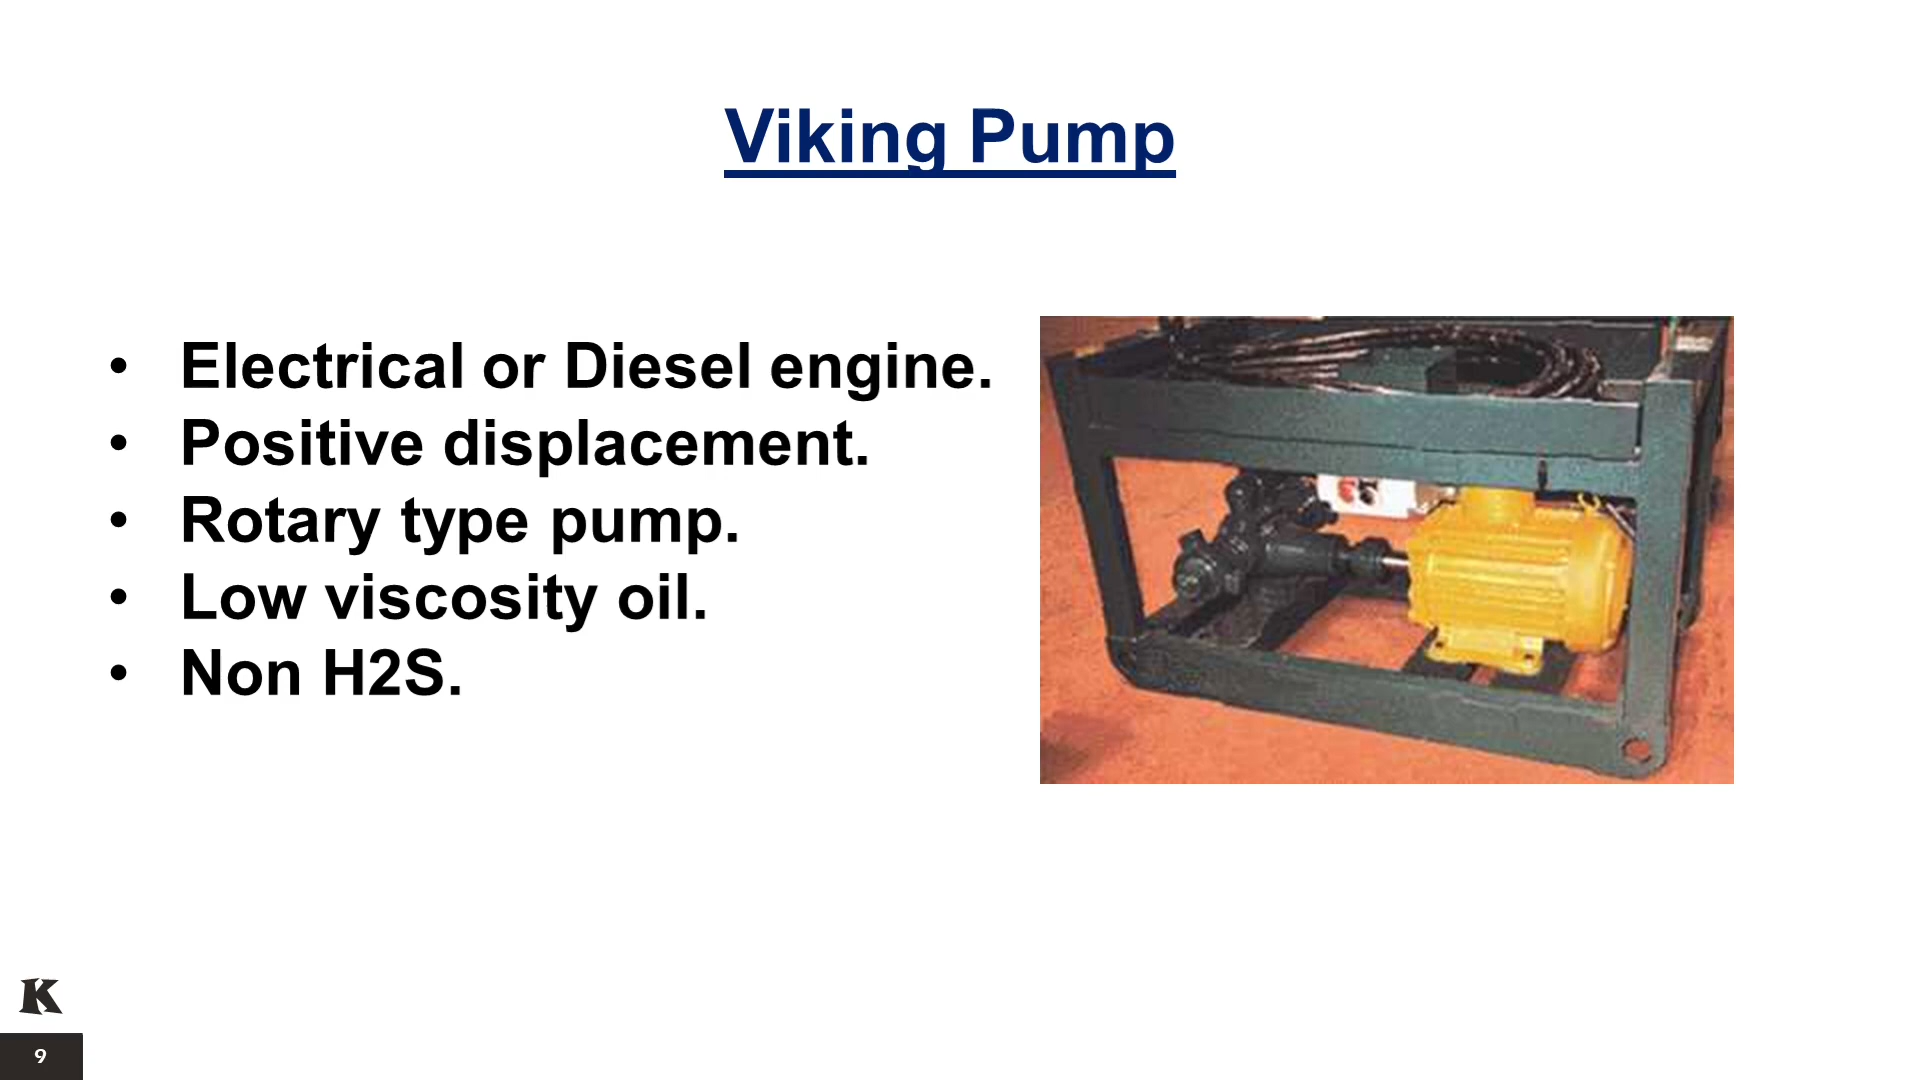 Viking Pump
• Electrical or Diesel engine.
• Positive displacement.
• Rotary type pump.
• Low viscosity oil.
• Non H2S.
K
9